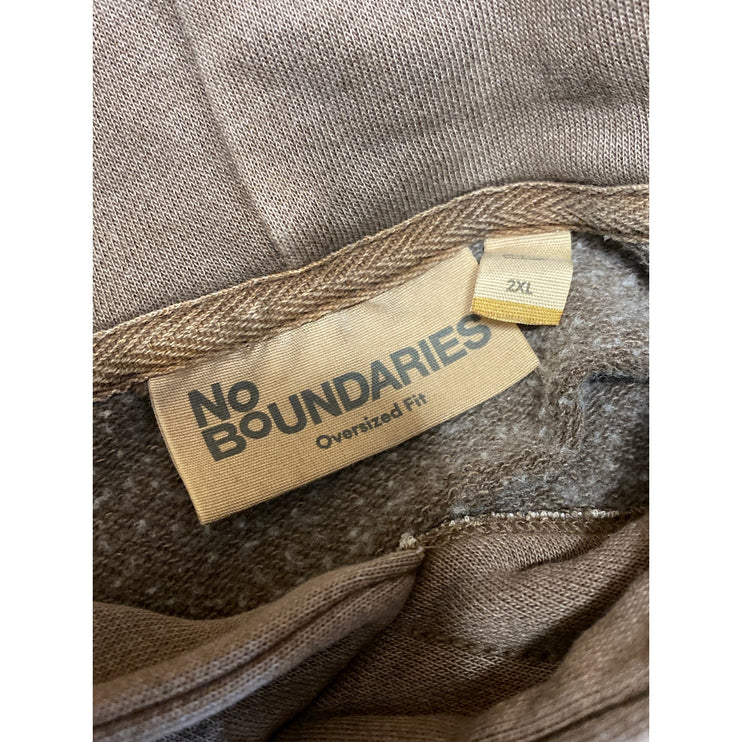 No
BOUNDARIES
Oversized Fit
2XL